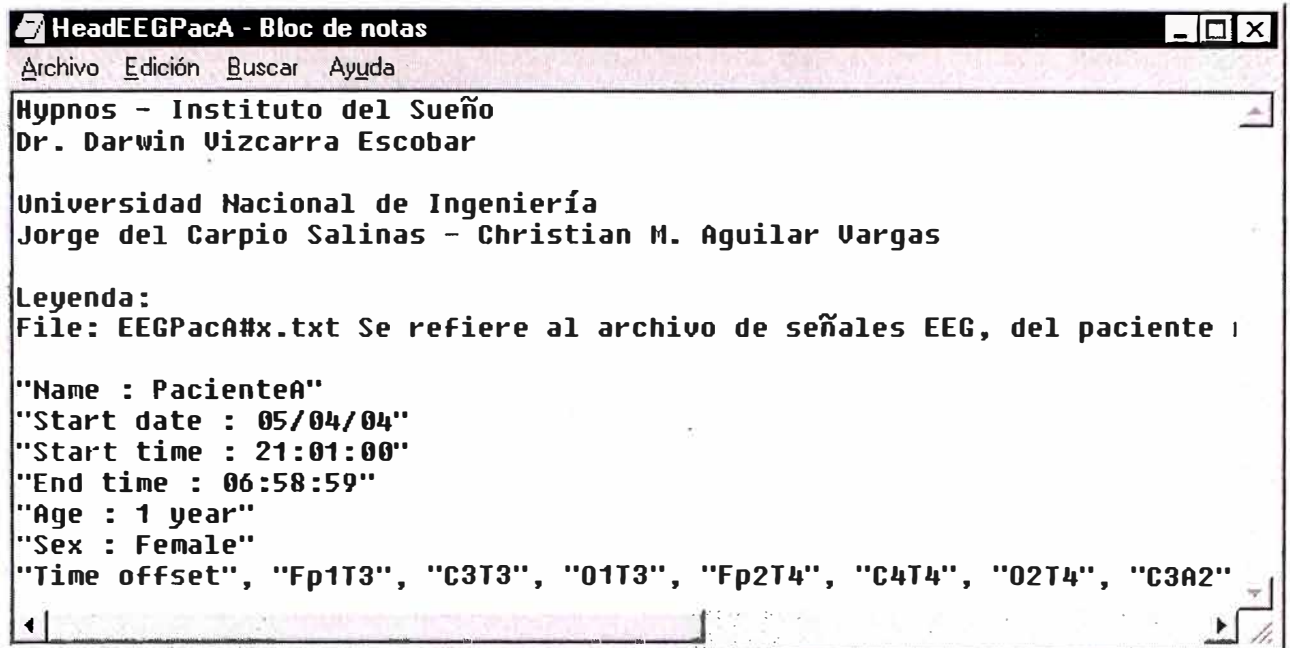 HeadEEGPacA - Bloc de notas
Archivo Edición Buscar Ayuda
Hypnos - Instituto del Sueño
Dr. Darwin Vizcarra Escobar
Universidad Nacional de Ingeniería
Jorge del Carpio Salinas - Christian M. Aguilar Vargas
Leyenda:
File: EEGPacA#x.txt Se refiere al archivo de señales EEG, del paciente
"Name : PacienteA"
"Start date : 05/04/04"
"Start time : 21:01:00"
"End time : 06:58:59"
"Age : 1 year"
"Sex : Female"
"Time offset", "Fp1T3", "C3T3", "O1T3", "Fp2T4", "C4T4", "O2T4", "C3A2"